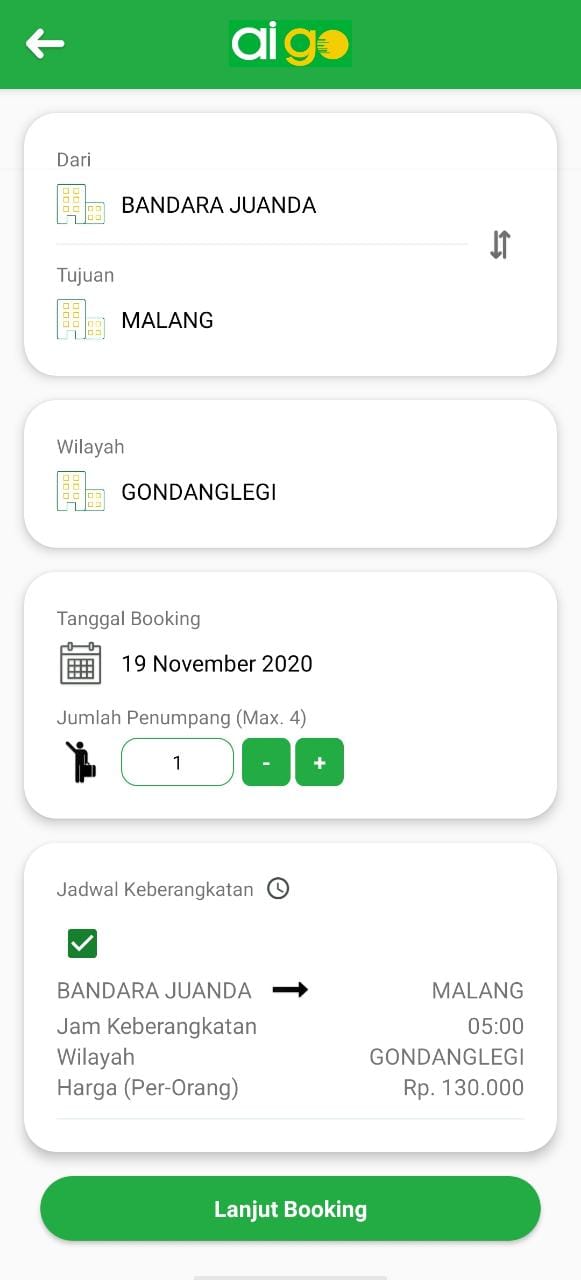 aigo
Dari
BANDARA JUANDA
Tujuan
MALANG
Wilayah
GONDANGLEGI
Tanggal Booking
19 November 2020
Jumlah Penumpang (Max. 4)
1 - +
Jadwal Keberangkatan
BANDARA JUANDA MALANG
Jam Keberangkatan 05:00
Wilayah GONDANGLEGI
Harga (Per-Orang) Rp. 130.000
Lanjut Booking